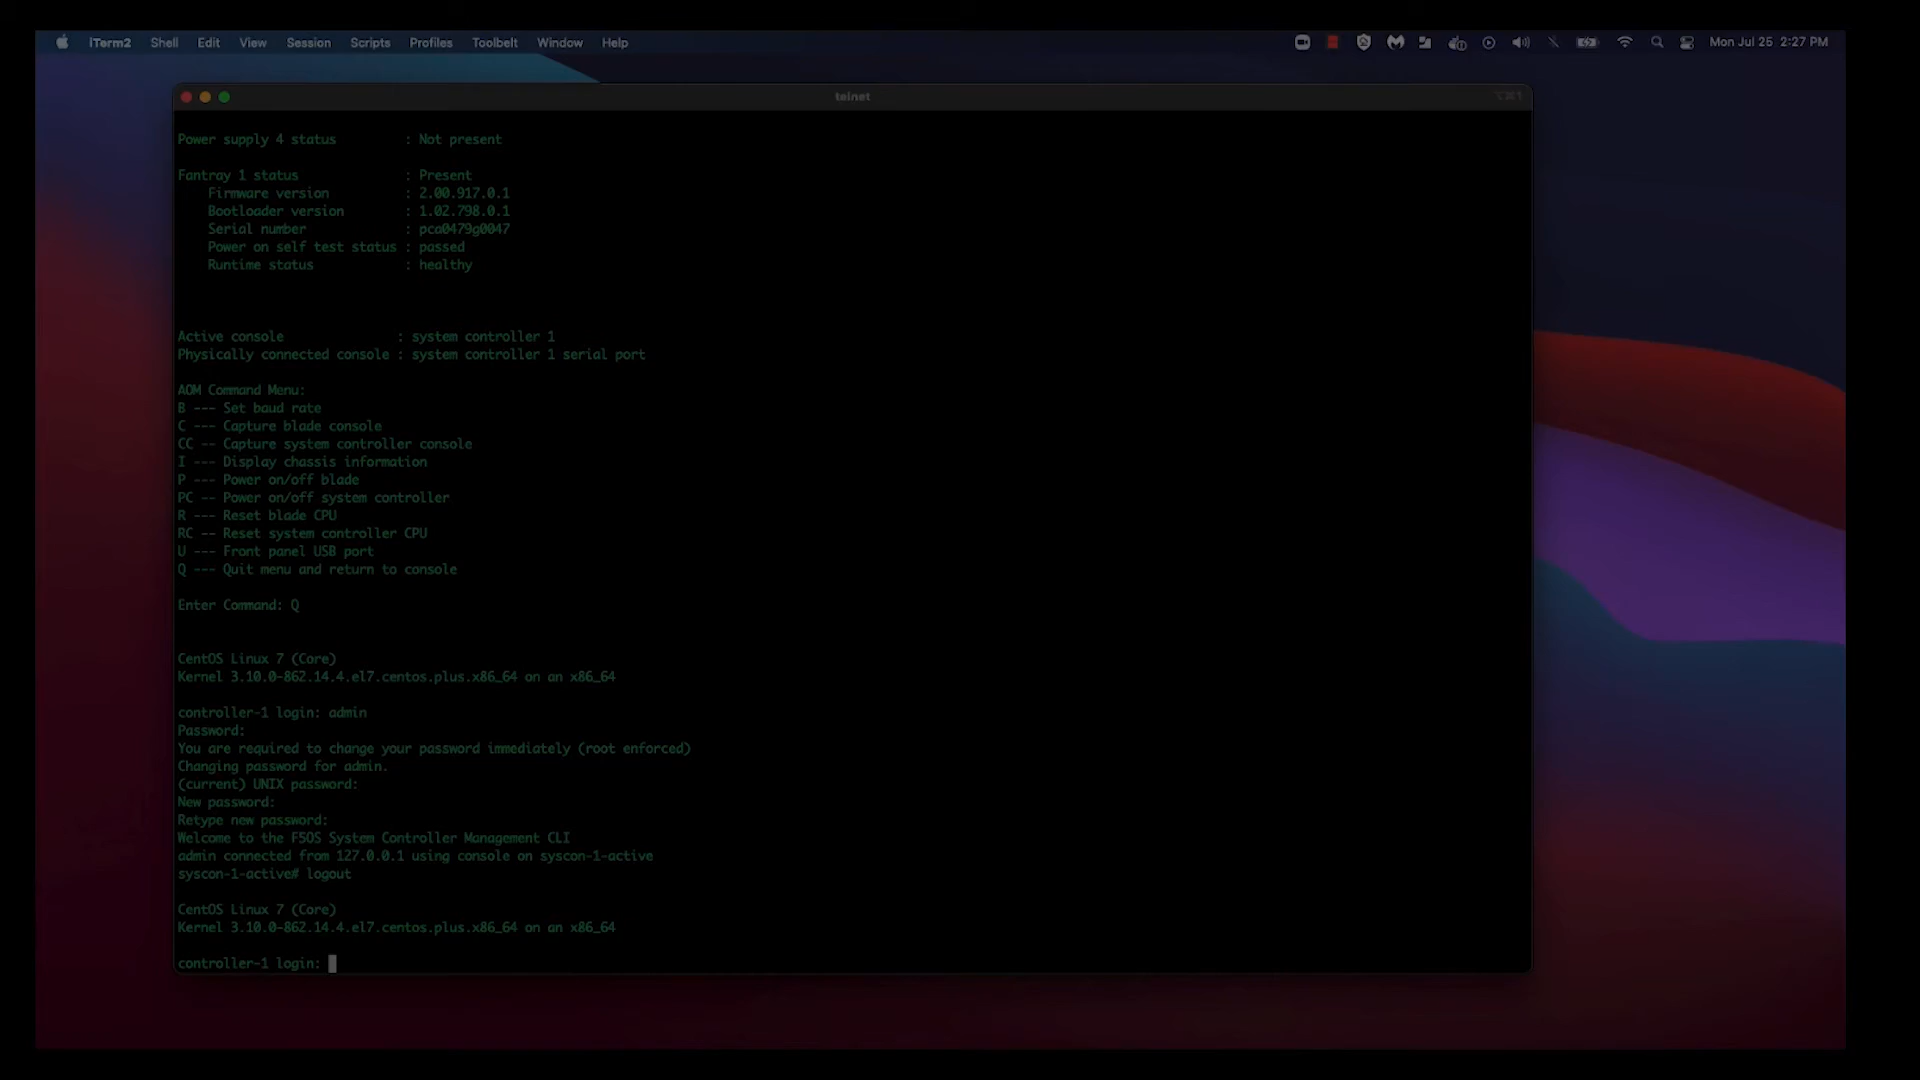 iTerm2 Shell Edit View Session Scripts Profiles Toolbelt Window Help Mon Jul 25 2:27 PM
telnet
Power supply 4 status : Not present
Fantray 1 status : Present
Firmware version : 2.00.917.0.1
Bootloader version : 1.02.798.0.1
Serial number : pca0479g0047
Power on self test status : passed
Runtime status : healthy
Active console : system controller 1
Physically connected console : system controller 1 serial port
AOM Command Menu:
B --- Set baud rate
C --- Capture blade console
CC -- Capture system controller console
I --- Display chassis information
P --- Power on/off blade
PC -- Power on/off system controller
R --- Reset blade CPU
RC -- Reset system controller CPU
U --- Front panel USB port
Q --- Quit menu and return to console
Enter Command: Q
CentOS Linux 7 (Core)
Kernel 3.10.0-862.14.4.el7.centos.plus.x86_64 on an x86_64
controller-1 login: admin
Password:
You are required to change your password immediately (root enforced)
Changing password for admin.
(current) UNIX password:
New password:
Retype new password:
Welcome to the F5OS System Controller Management CLI
admin connected from 127.0.0.1 using console on syscon-1-active
syscon-1-active# logout
CentOS Linux 7 (Core)
Kernel 3.10.0-862.14.4.el7.centos.plus.x86_64 on an x86_64
controller-1 login: